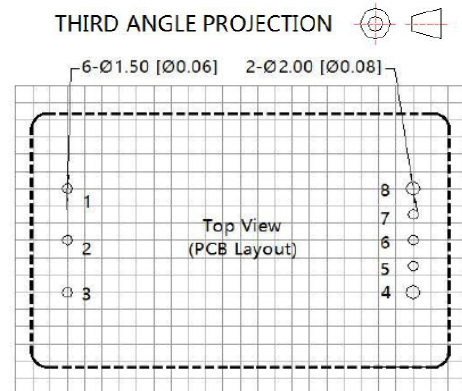 THIRD ANGLE PROJECTION
6-Ø1.50 [Ø0.06] 2-Ø2.00 [Ø0.08]
1 8
7
Top View
2 6
(PCB Layout)
5
3 4